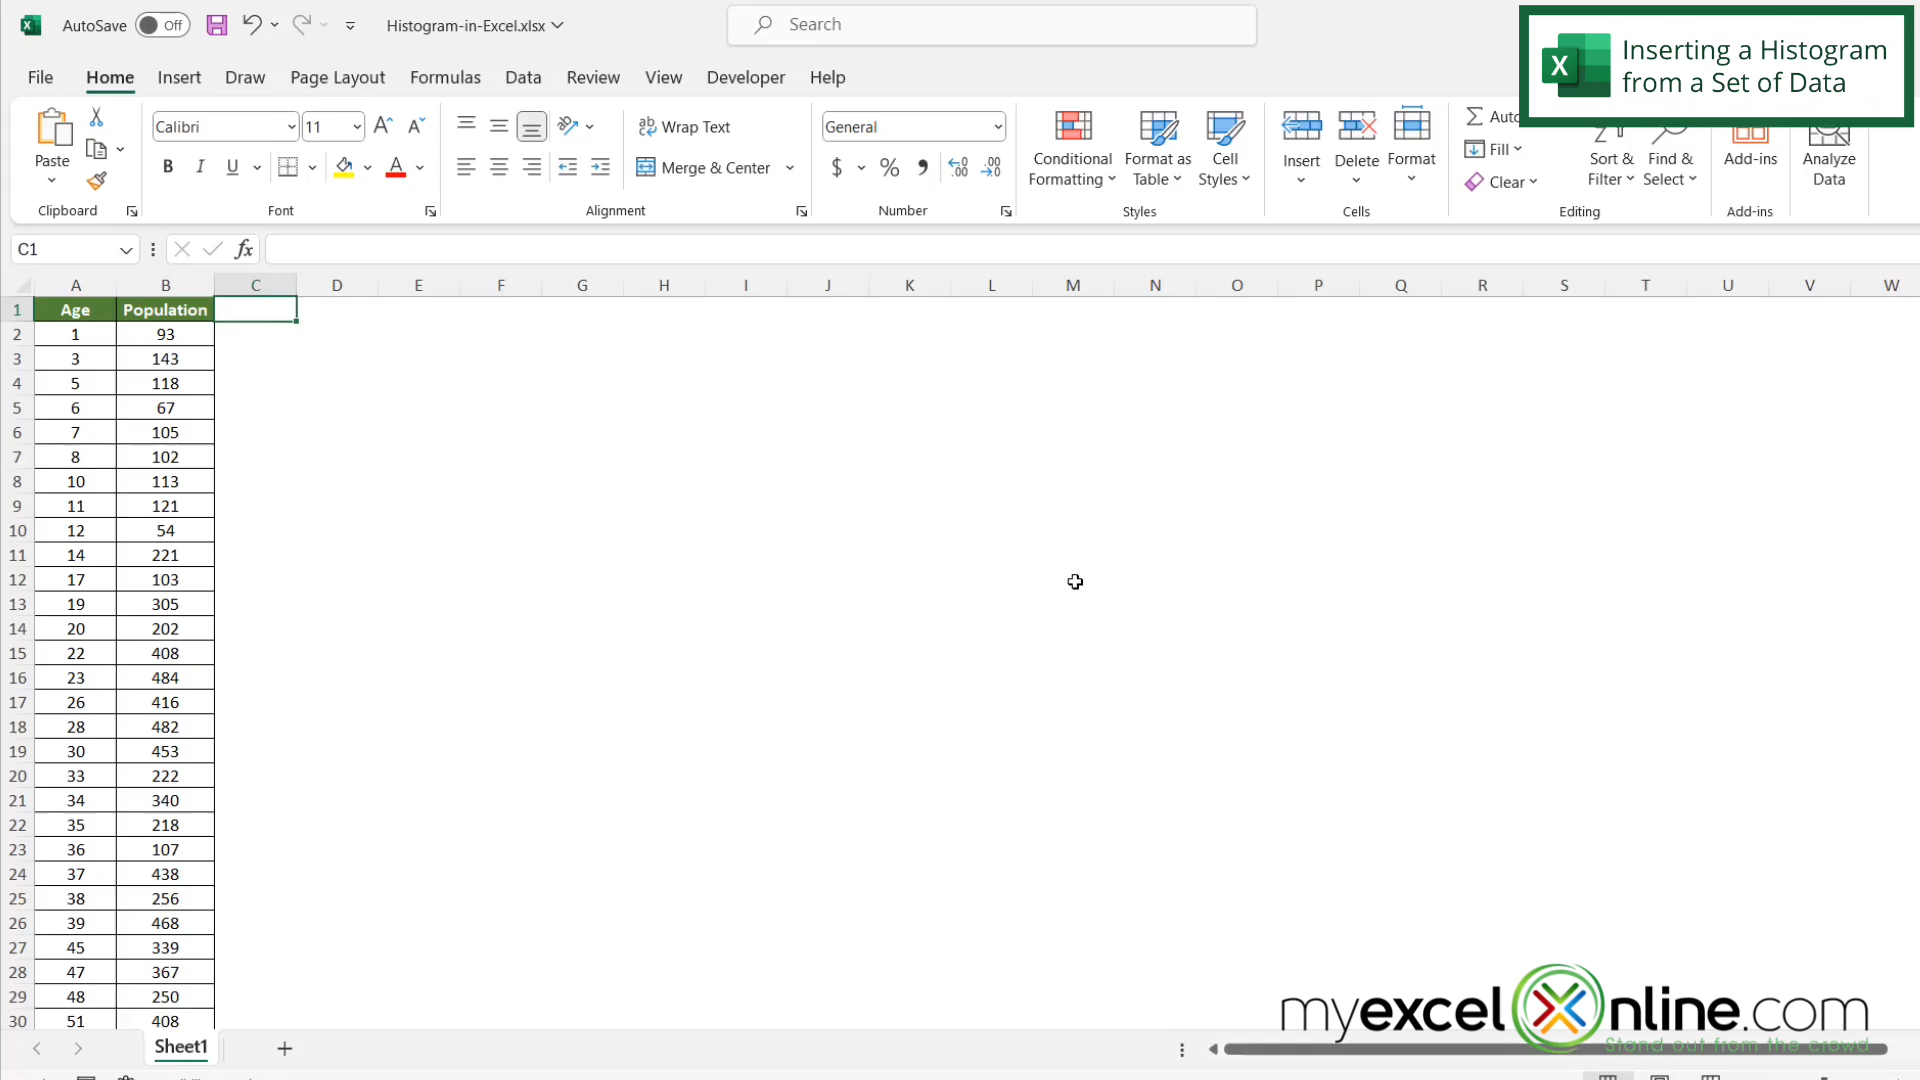 AutoSave Off Histogram-in-Excel.xlsx Search
Inserting a Histogram
from a Set of Data
File Home Insert Draw Page Layout Formulas Data Review View Developer Help
Calibri 11 Wrap Text General
Paste B I U Merge & Center $ % 9
Conditional
Formatting
Format as
Table
Cell
Styles
Insert Delete Format
Fill
Clear
Sort &
Filter
Find &
Select
Add-ins
Analyze
Data
Clipboard Font Alignment Number Styles Cells Editing Add-ins
C1 fx
A B C D E F G H I J K L M N O P Q R S T U V W
1 Age Population
2 1 93
3 3 143
4 5 118
5 6 67
6 7 105
7 8 102
8 10 113
9 11 121
10 12 54
11 14 221
12 17 103
13 19 305
14 20 202
15 22 408
16 23 484
17 26 416
18 28 482
19 30 453
20 33 222
21 34 340
22 35 218
23 36 107
24 37 438
25 38 256
26 39 468
27 45 339
28 47 367
29 48 250
30 51 408
myexcelOnline.com
Stand out from the crowd
Sheet1